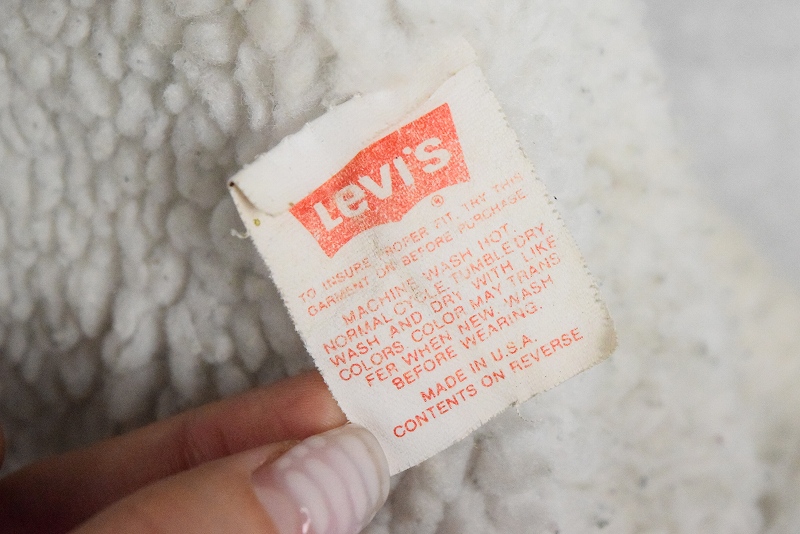 Levi's®
TO INSURE PROPER FIT, TRY THIS
GARMENT ON BEFORE PURCHASE
MACHINE WASH HOT,
NORMAL CYCLE, TUMBLE DRY.
WASH AND DRY WITH LIKE
COLORS. COLOR MAY TRANS
FER WHEN NEW. WASH
BEFORE WEARING.
MADE IN U.S.A.
CONTENTS ON REVERSE